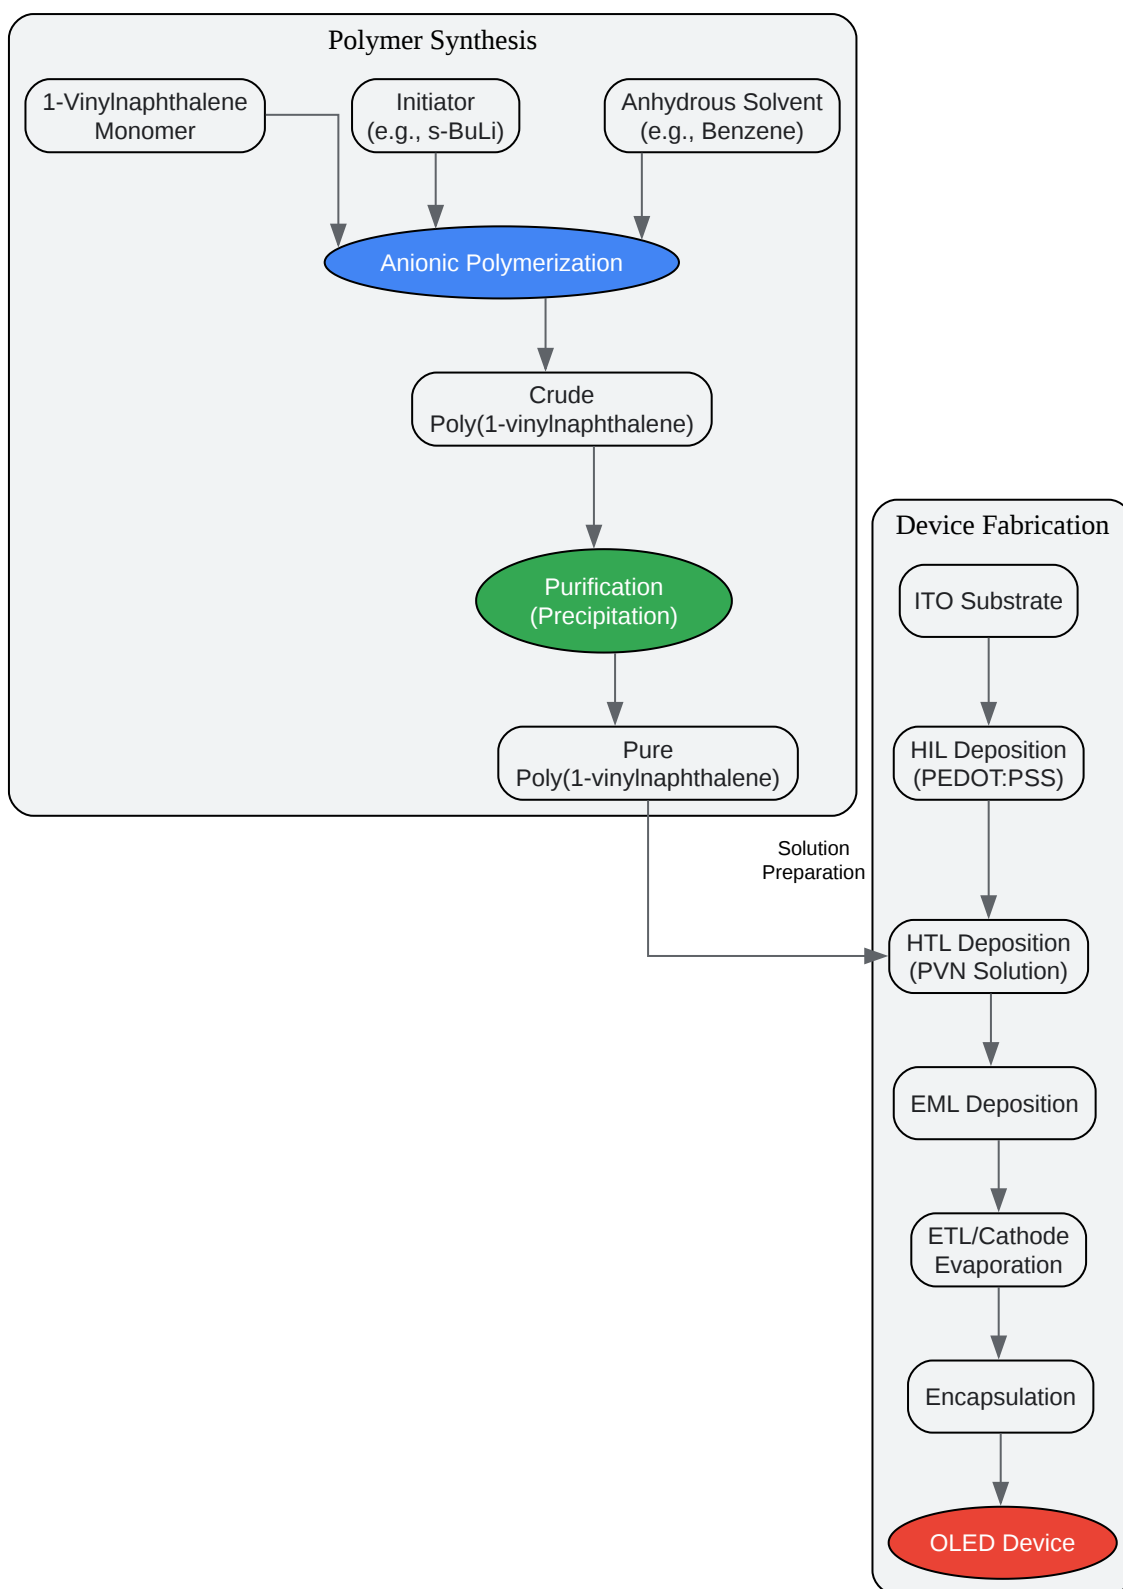 Polymer Synthesis
1-Vinylnaphthalene
Monomer
Initiator
(e.g., s-BuLi)
Anhydrous Solvent
(e.g., Benzene)
Anionic Polymerization
Crude
Poly(1-vinylnaphthalene)
Purification
(Precipitation)
Pure
Poly(1-vinylnaphthalene)
Solution
Preparation
Device Fabrication
ITO Substrate
HIL Deposition
(PEDOT:PSS)
HTL Deposition
(PVN Solution)
EML Deposition
ETL/Cathode
Evaporation
Encapsulation
OLED Device